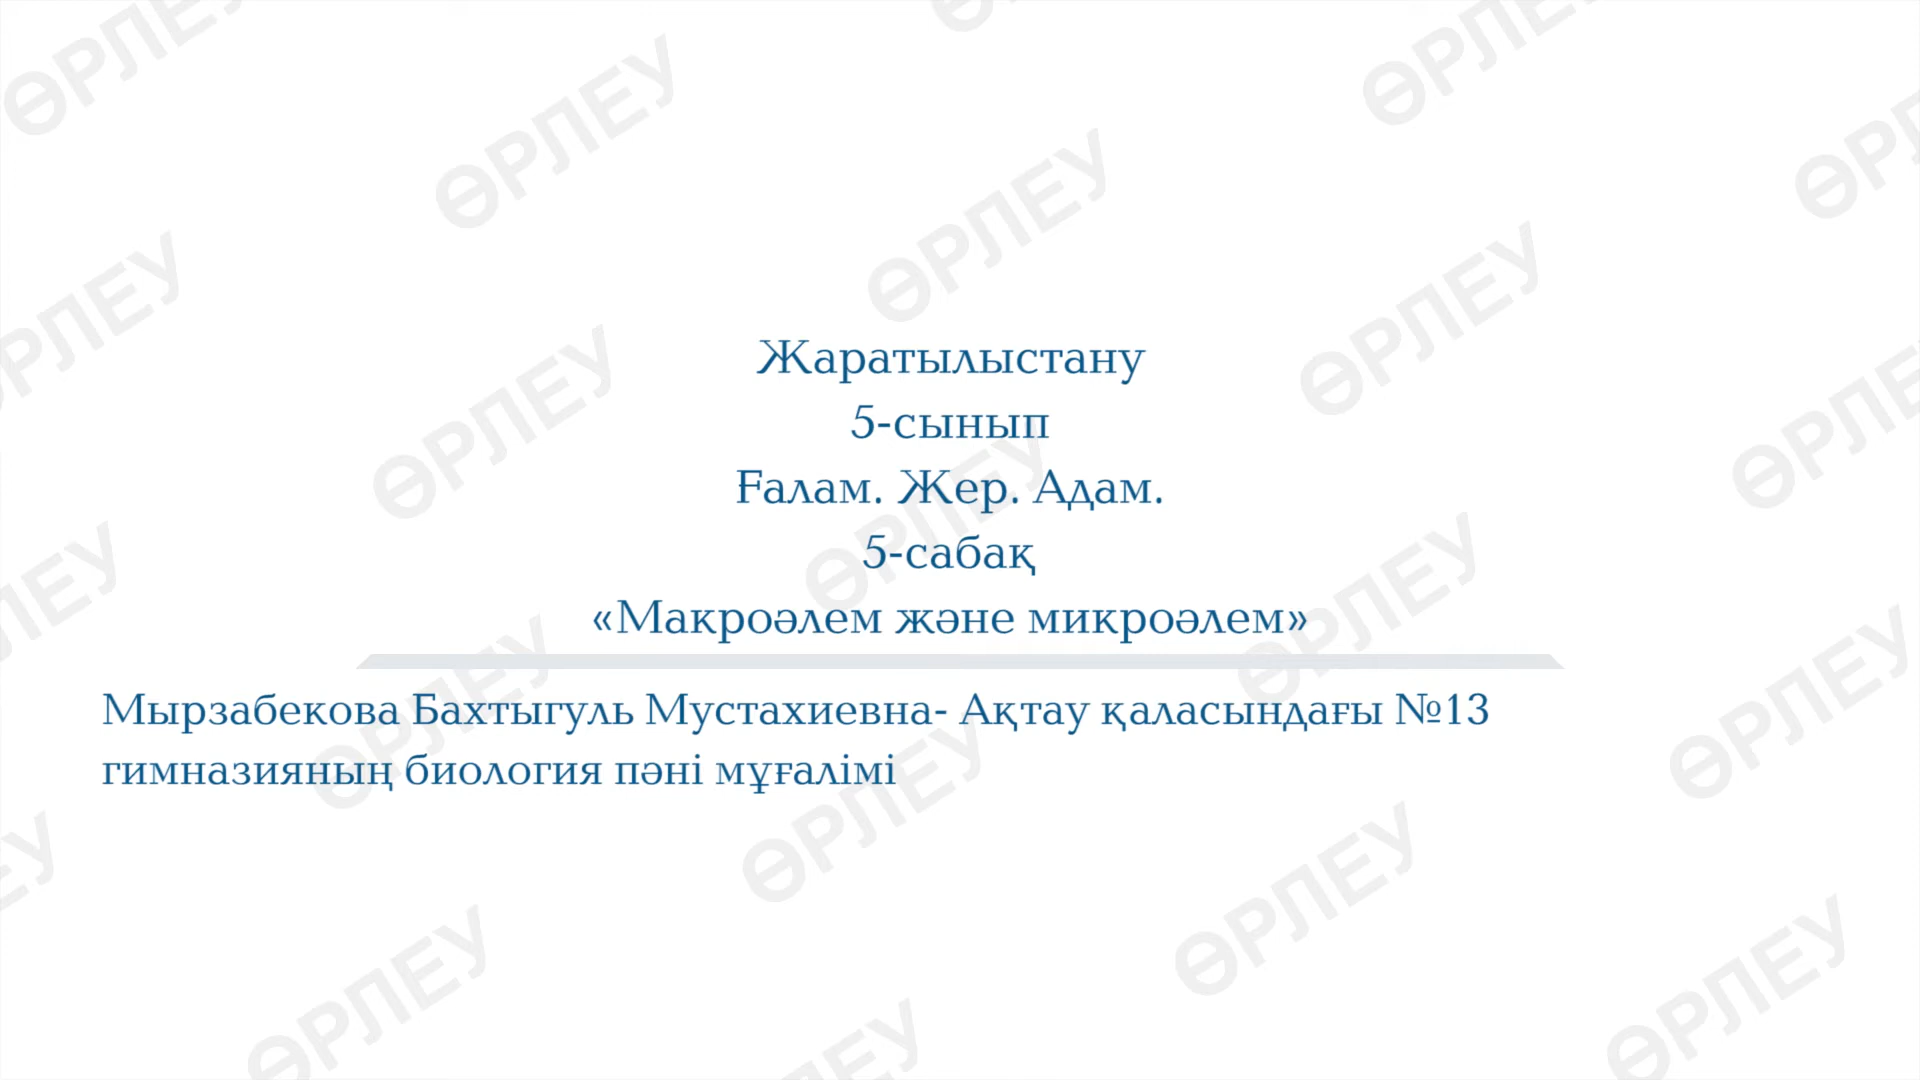 Жаратылыстану
5-сынып
Ғалам. Жер. Адам.
5-сабақ
«Макроәлем және микроәлем»
Мырзабекова Бахтыгуль Мустахиевна- Ақтау қаласындағы №13
гимназияның биология пәні мұғалімі
ӨРЛЕУ